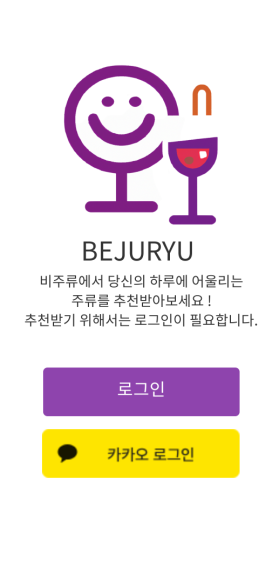 BEJURYU
비주류에서 당신의 하루에 어울리는
주류를 추천받아보세요 !
추천받기 위해서는 로그인이 필요합니다.
로그인
카카오 로그인